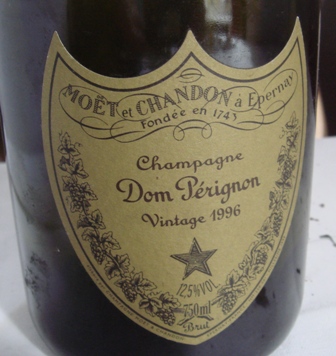 MOËT et CHANDON à Epernay
Fondée en 1743
Champagne
Dom Pérignon
Vintage 1996
12,5%VOL.
750ml
Brut